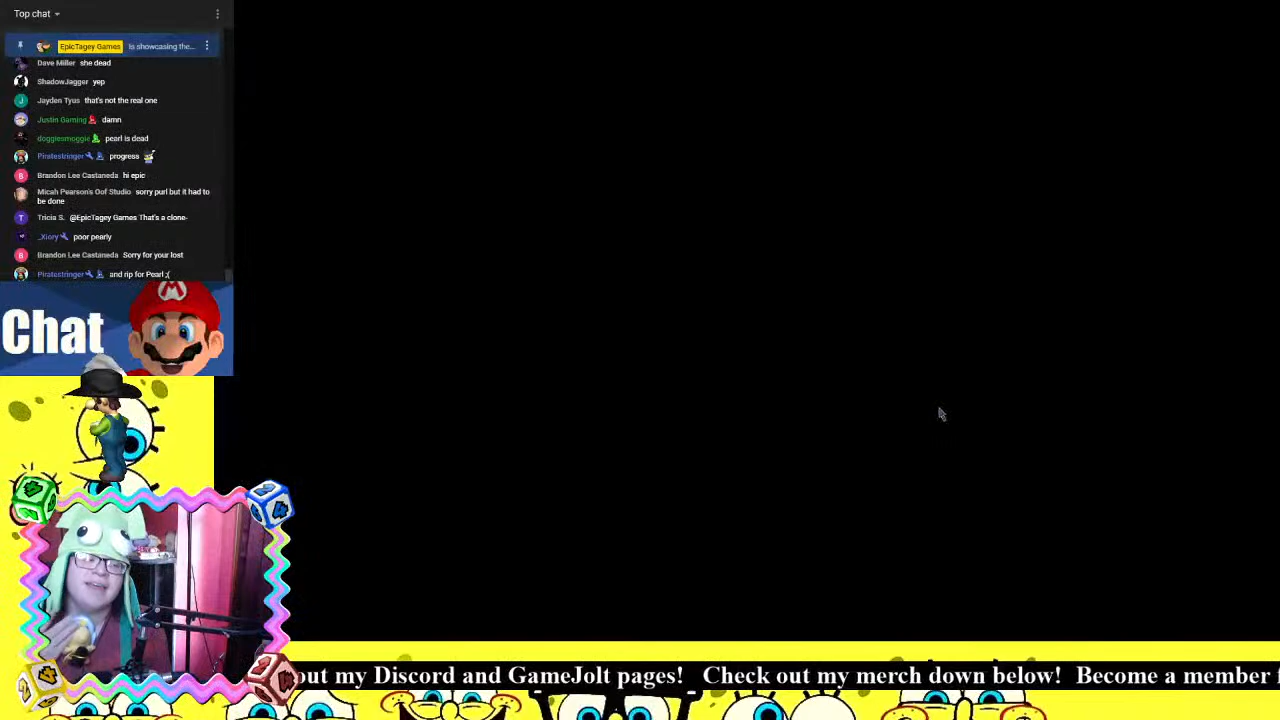 Top chat
EpicTagey Games Is showcasing the...
Dave Miller she dead
ShadowJagger yep
J Jayden Tyus that's not the real one
Justin Gaming damn
doggiesmoggie pearl is dead
Piratestringer progress
B Brandon Lee Castaneda hi epic
Micah Pearson's Oof Studio sorry purl but it had to
be done
T Tricia S. @EpicTagey Games That's a clone-
_Xiory poor pearly
B Brandon Lee Castaneda Sorry for your lost
Piratestringer and rip for Pearl ;(
M
Chat
out my Discord and GameJolt pages! Check out my merch down below! Become a member f